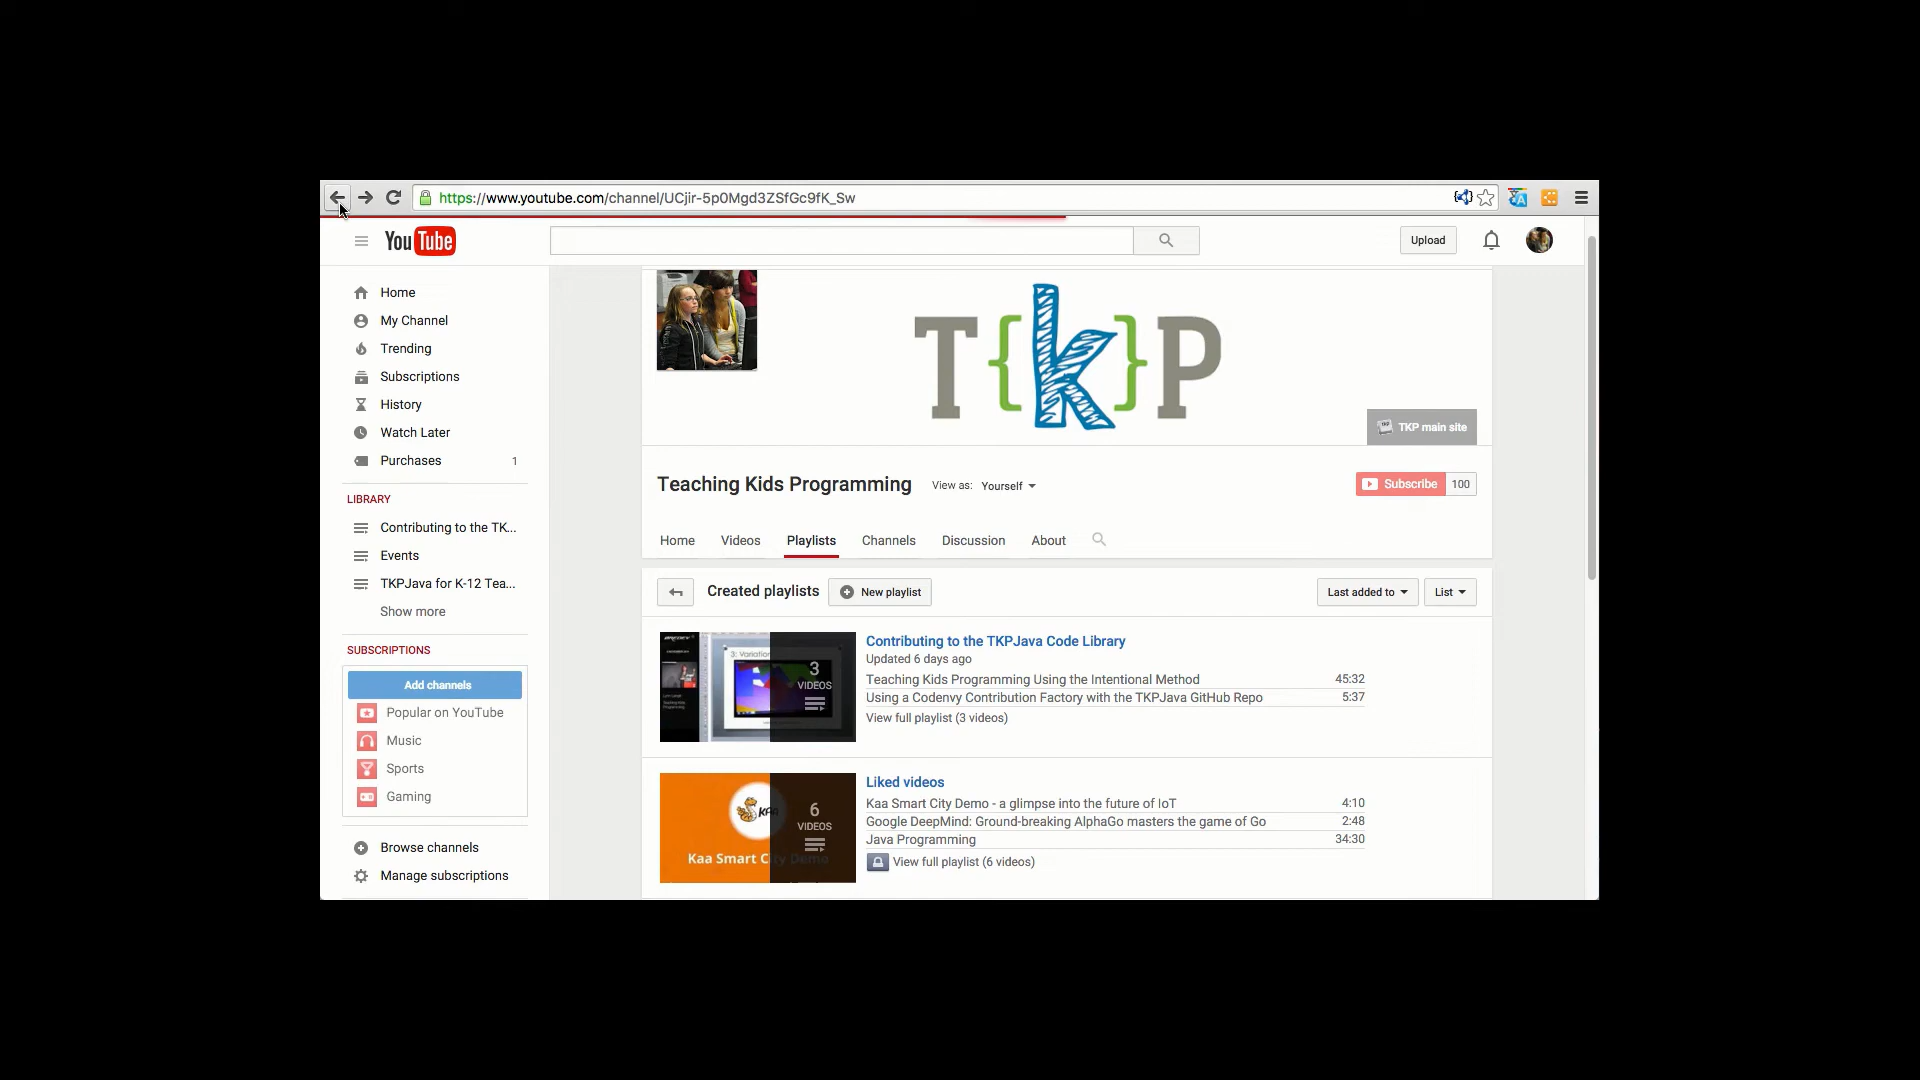 https://www.youtube.com/channel/UCjir-5p0Mgd3ZSfGc9fK_Sw
YouTube
Upload
Home
My Channel
Trending
Subscriptions
History
Watch Later
Purchases 1
LIBRARY
Contributing to the TK...
Events
TKPJava for K-12 Tea...
Show more
SUBSCRIPTIONS
Add channels
Popular on YouTube
Music
Sports
Gaming
Browse channels
Manage subscriptions
T{k}P
TKP main site
Teaching Kids Programming View as: Yourself
Subscribe 100
Home Videos Playlists Channels Discussion About
Created playlists New playlist Last added to List
3: Variation
3
VIDEOS
Contributing to the TKPJava Code Library
Updated 6 days ago
Teaching Kids Programming Using the Intentional Method 45:32
Using a Codenvy Contribution Factory with the TKPJava GitHub Repo 5:37
View full playlist (3 videos)
Kaa Smart City Demo
6
VIDEOS
Liked videos
Kaa Smart City Demo - a glimpse into the future of IoT 4:10
Google DeepMind: Ground-breaking AlphaGo masters the game of Go 2:48
Java Programming 34:30
View full playlist (6 videos)